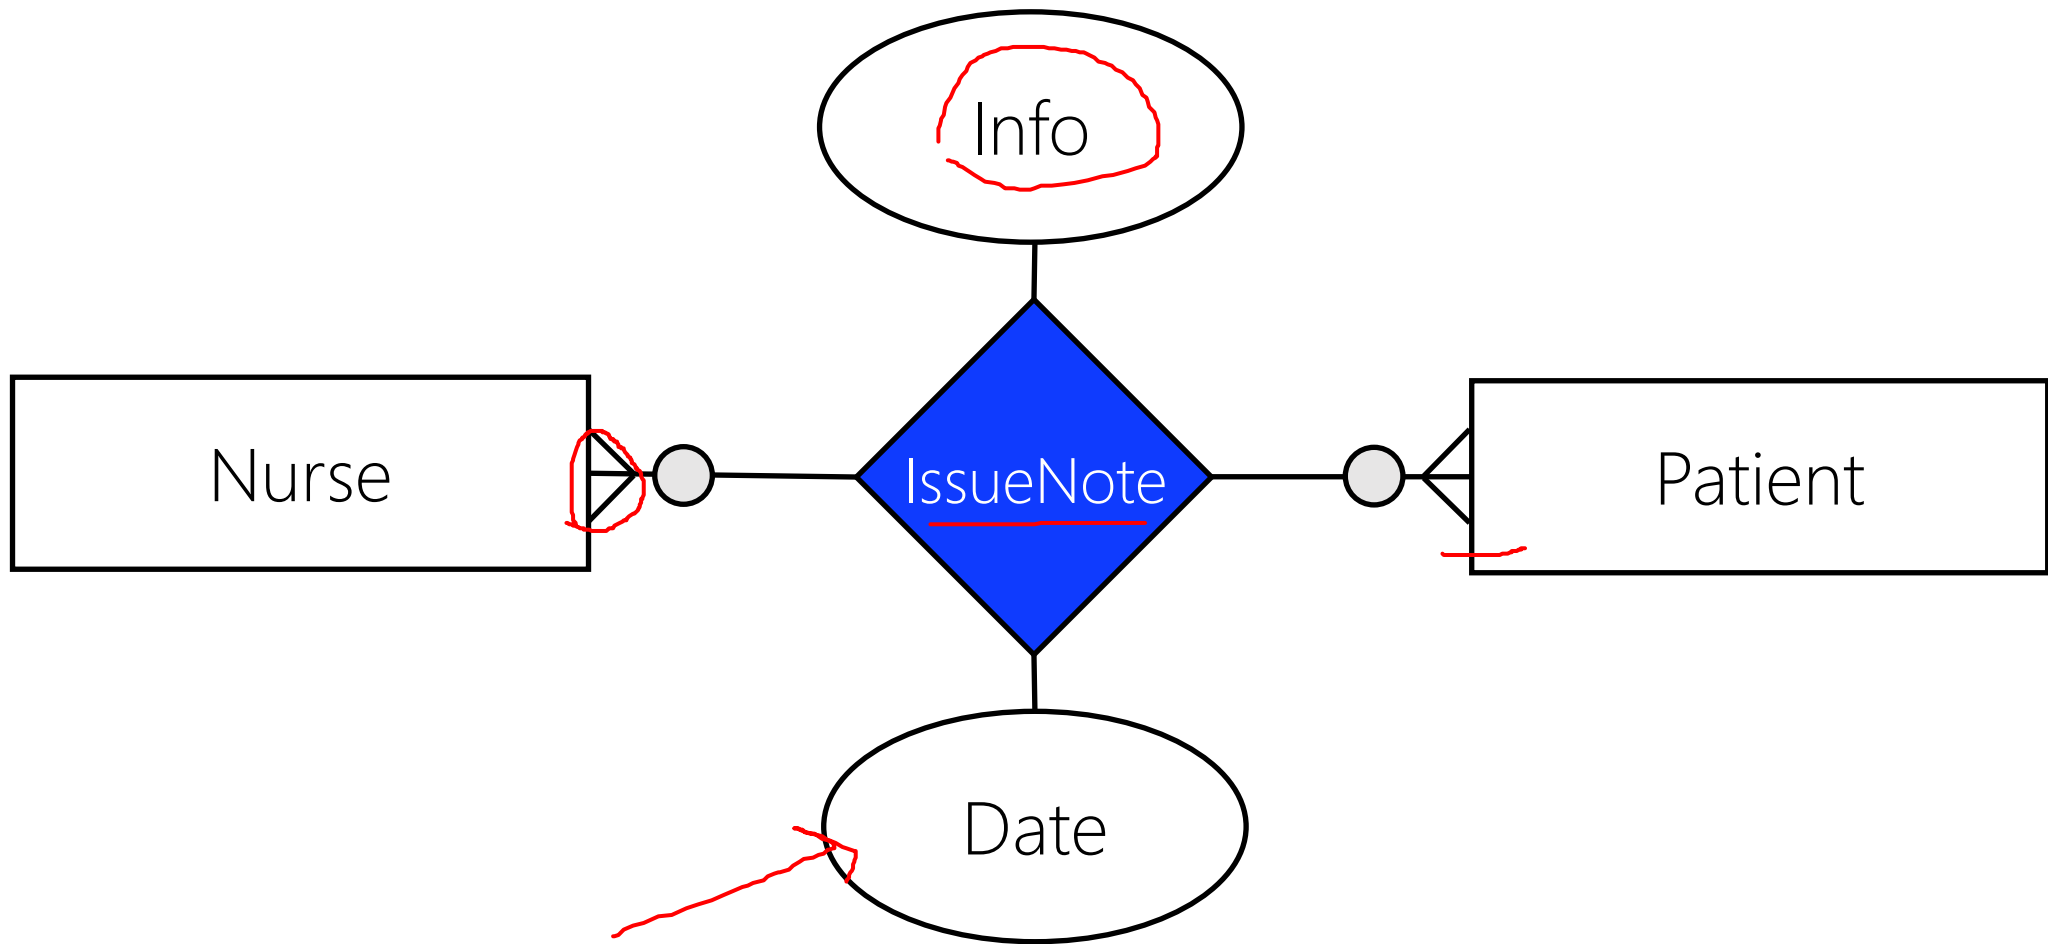 Info
Nurse
IssueNote
Patient
Date